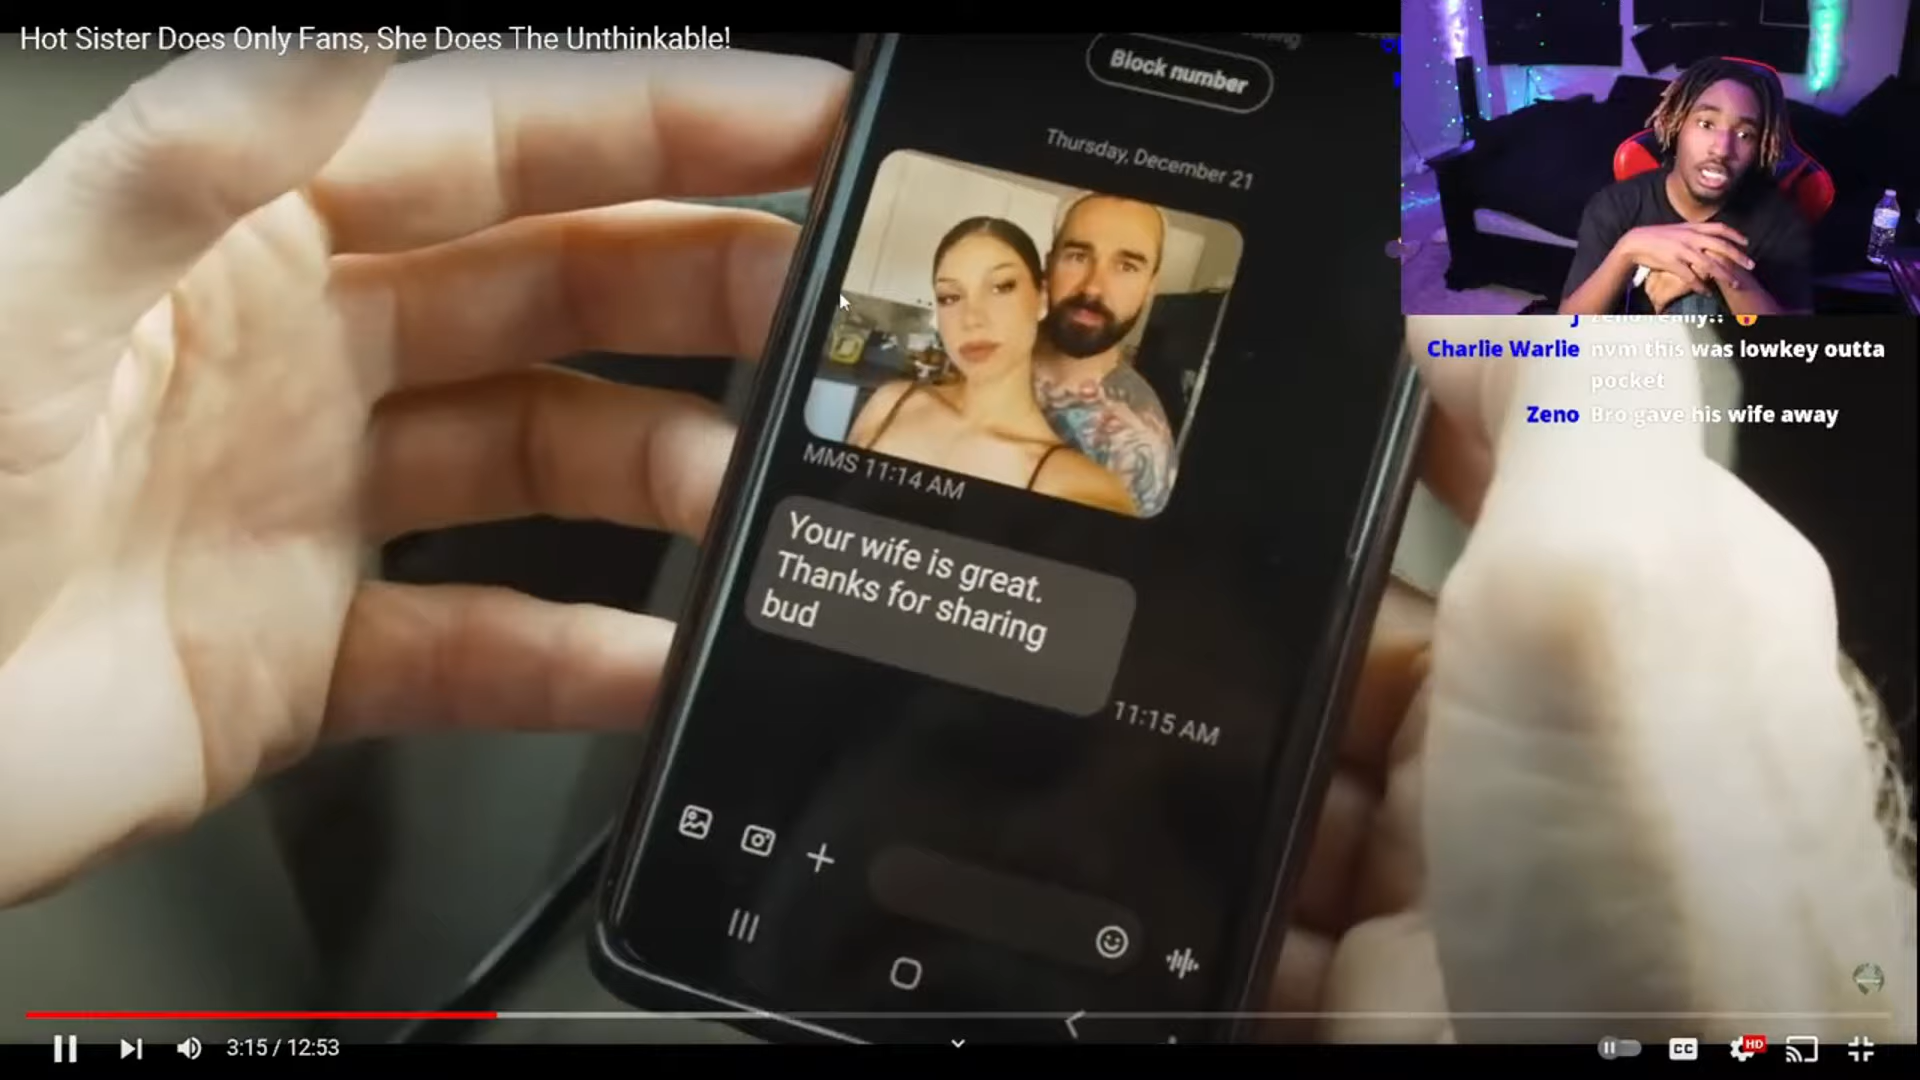 Hot Sister Does Only Fans, She Does The Unthinkable!
Block number
Thursday, December 21
MMS 11:14 AM
Your wife is great.
Thanks for sharing
bud
11:15 AM
Charlie Warlie nvm this was lowkey outta
pocket
Zeno Bro gave his wife away
3:15 / 12:53
CC
HD